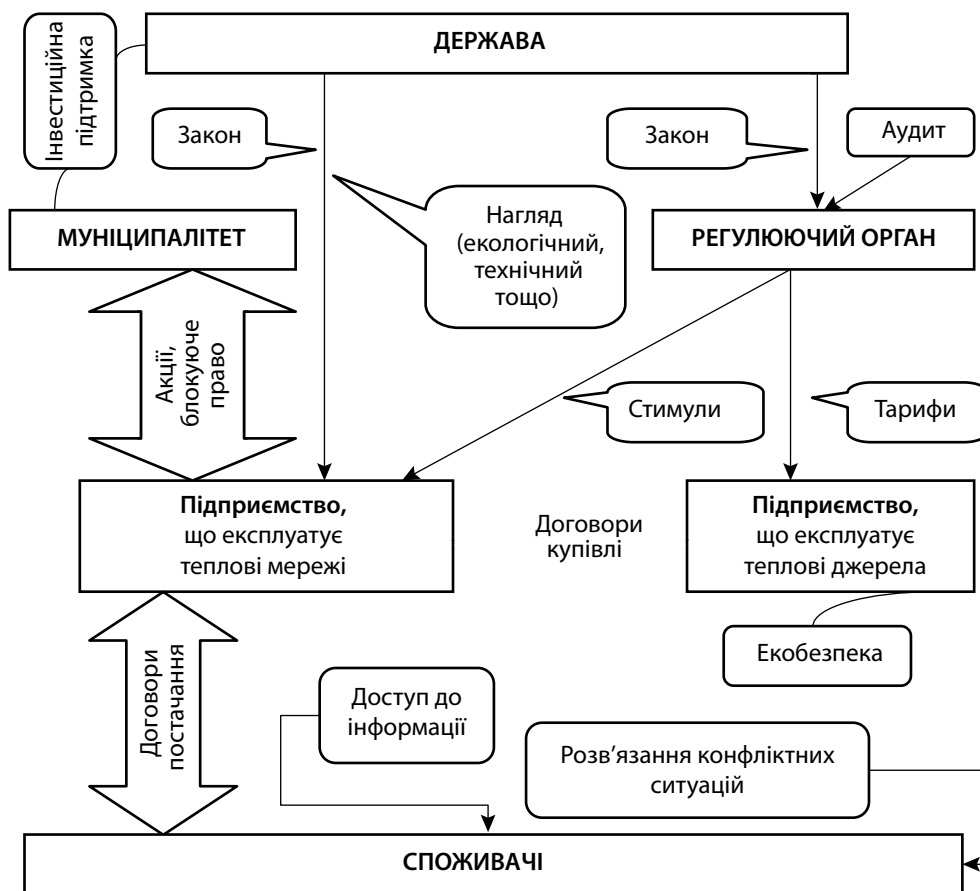 ДЕРЖАВА
Інвестиційна
підтримка
Закон
Закон
Аудит
Нагляд
(екологічний,
технічний
тощо)
МУНІЦИПАЛІТЕТ
РЕГУЛЮЮЧИЙ ОРГАН
Акції,
блокуюче
право
Стимули
Тарифи
Підприємство,
що експлуатує
теплові мережі
Договори
купівлі
Підприємство,
що експлуатує
теплові джерела
Екобезпека
Договори
постачання
Доступ до
інформації
Розв'язання конфліктних
ситуацій
СПОЖИВАЧІ